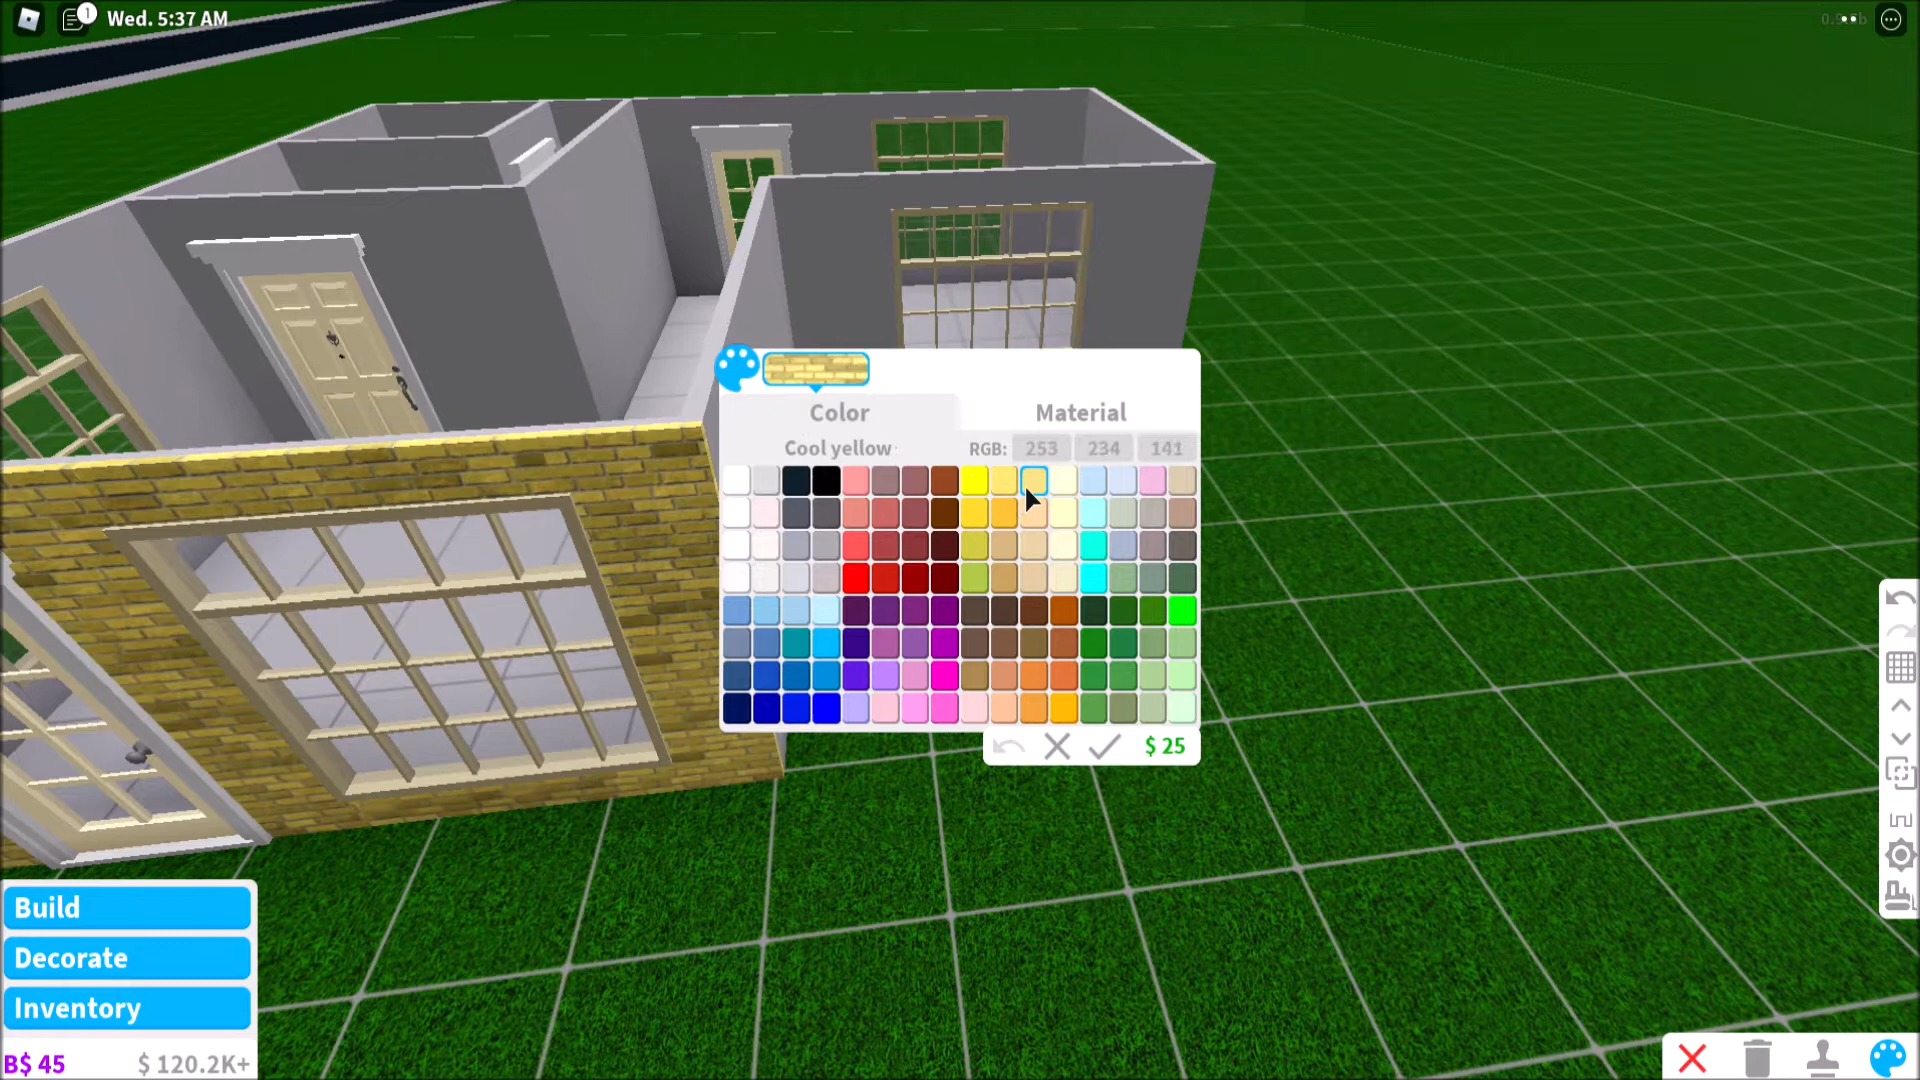 1
Wed. 5:37 AM
Color
Material
Cool yellow
RGB: 253 234 141
$ 25
Build
Decorate
Inventory
B$ 45
$ 120.2K+